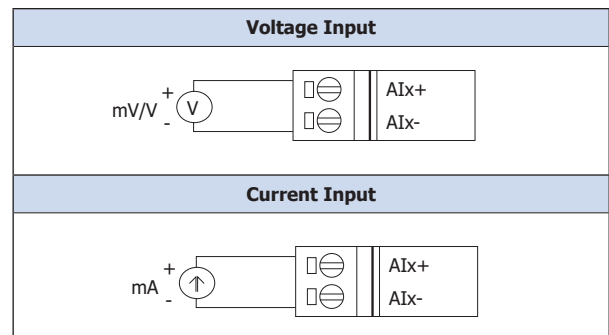 Voltage Input
+
mV/V
-
V
AIx+
AIx-
Current Input
+
mA
-
AIx+
AIx-